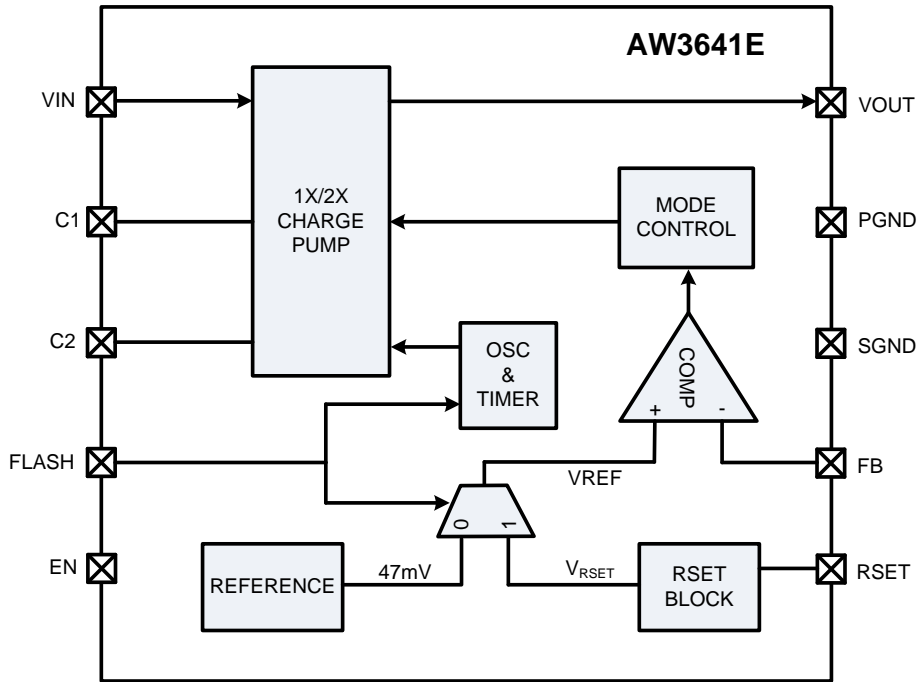 AW3641E
VIN
VOUT
1X/2X
CHARGE
PUMP
MODE
CONTROL
C1
PGND
C2
SGND
OSC
&
TIMER
COMP
+
-
FLASH
FB
VREF
0
1
EN
REFERENCE
47mV
VRSET
RSET
BLOCK
RSET